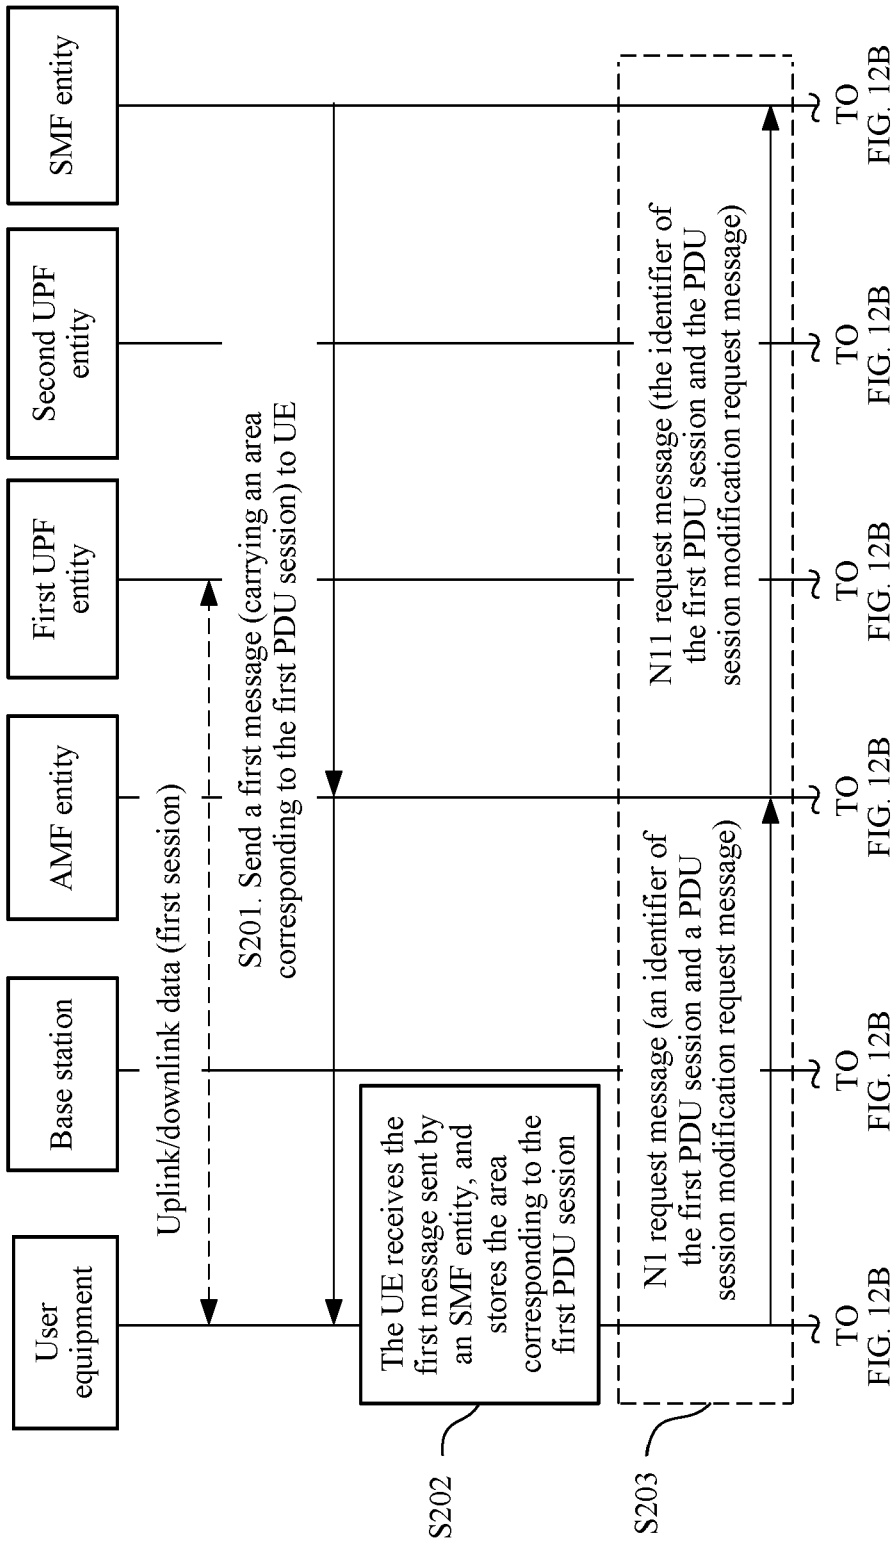 User
equipment
Base station
AMF entity
First UPF
entity
Second UPF
entity
SMF entity
Uplink/downlink data (first session)
S201. Send a first message (carrying an area
corresponding to the first PDU session) to UE
S202
The UE receives the
first message sent by
an SMF entity, and
stores the area
corresponding to the
first PDU session
S203
N1 request message (an identifier of
the first PDU session and a PDU
session modification request message)
N11 request message (the identifier of
the first PDU session and the PDU
session modification request message)
TO
FIG. 12B
TO
FIG. 12B
TO
FIG. 12B
TO
FIG. 12B
TO
FIG. 12B
TO
FIG. 12B